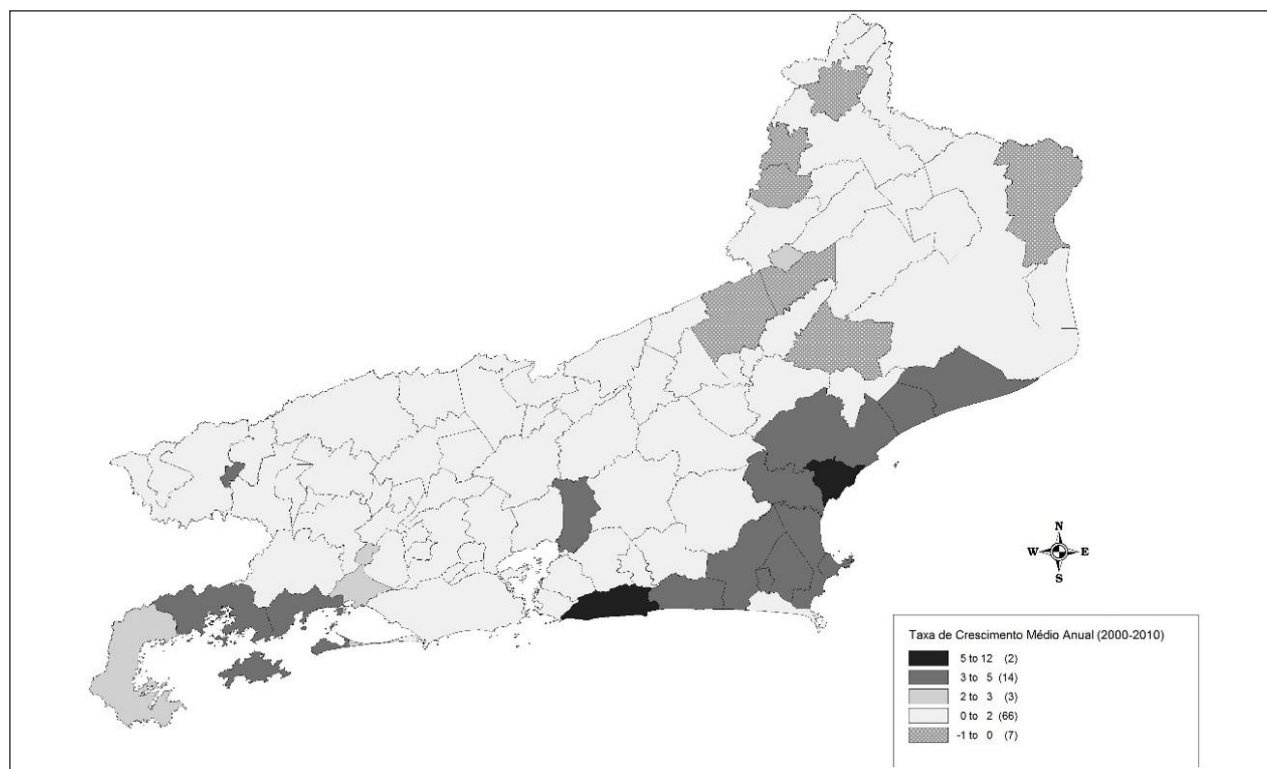 N
W E
S
Taxa de Crescimento Médio Anual (2000-2010)
5 to 12 (2)
3 to 5 (14)
2 to 3 (3)
0 to 2 (66)
-1 to 0 (7)